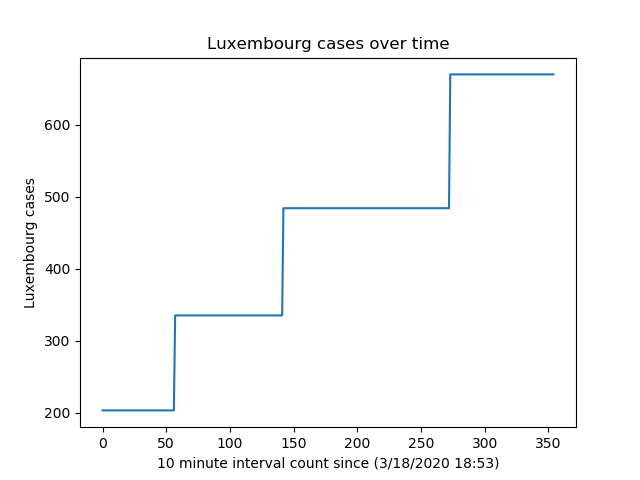 Luxembourg cases over time
Luxembourg cases
600
500
400
300
200
0 50 100 150 200 250 300 350
10 minute interval count since (3/18/2020 18:53)